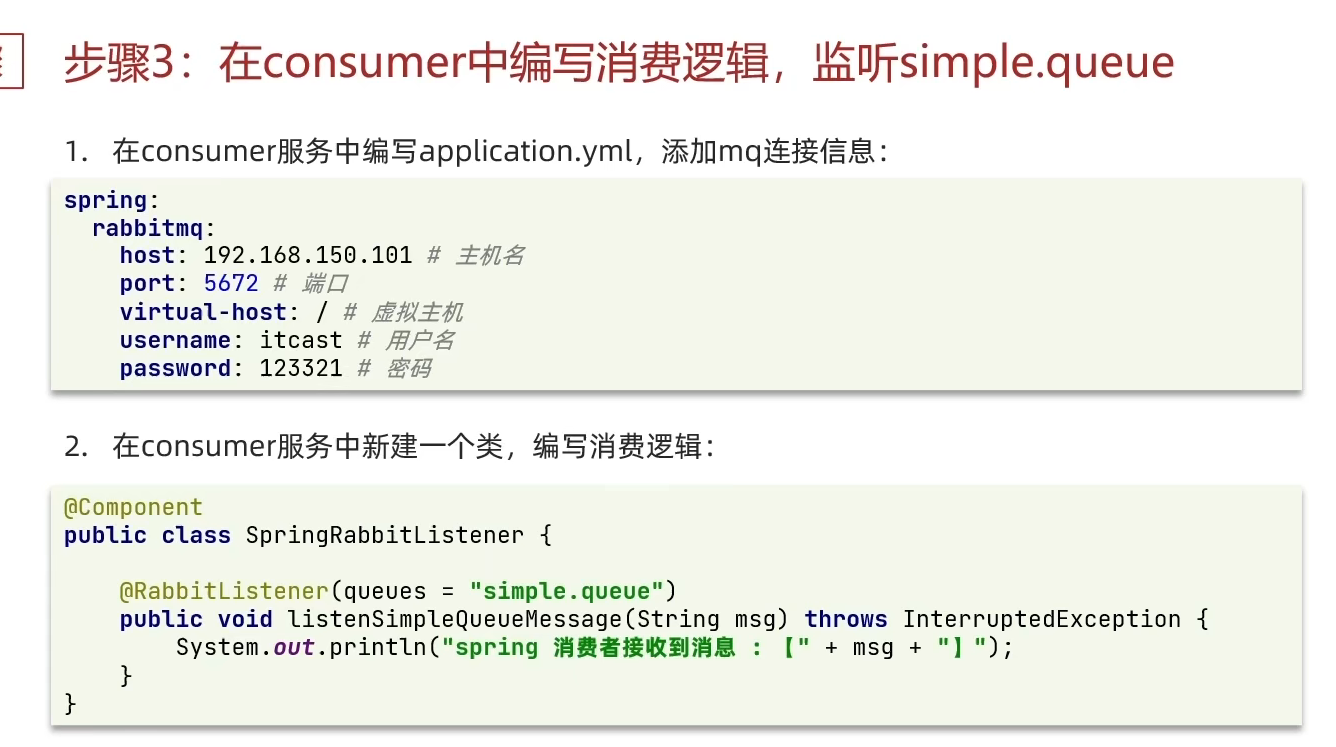 步骤3：在consumer中编写消费逻辑，监听simple.queue
1. 在consumer服务中编写application.yml，添加mq连接信息：
spring:
  rabbitmq:
    host: 192.168.150.101 # 主机名
    port: 5672 # 端口
    virtual-host: / # 虚拟主机
    username: itcast # 用户名
    password: 123321 # 密码
2. 在consumer服务中新建一个类，编写消费逻辑：
@Component
public class SpringRabbitListener {
    @RabbitListener(queues = "simple.queue")
    public void listenSimpleQueueMessage(String msg) throws InterruptedException {
        System.out.println("spring 消费者接收到消息 ：【" + msg + "】");
    }
}